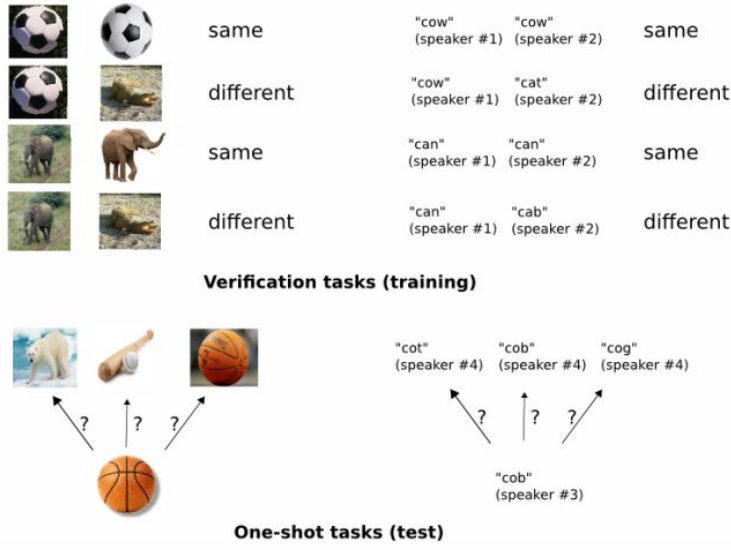 same "cow" "cow" same
(speaker #1) (speaker #2)
different "cow" "cat" different
(speaker #1) (speaker #2)
same "can" "can" same
(speaker #1) (speaker #2)
different "can" "cab" different
(speaker #1) (speaker #2)
Verification tasks (training)
"cot" "cob" "cog"
(speaker #4) (speaker #4) (speaker #4)
? ? ? ? ? ?
"cob"
(speaker #3)
One-shot tasks (test)